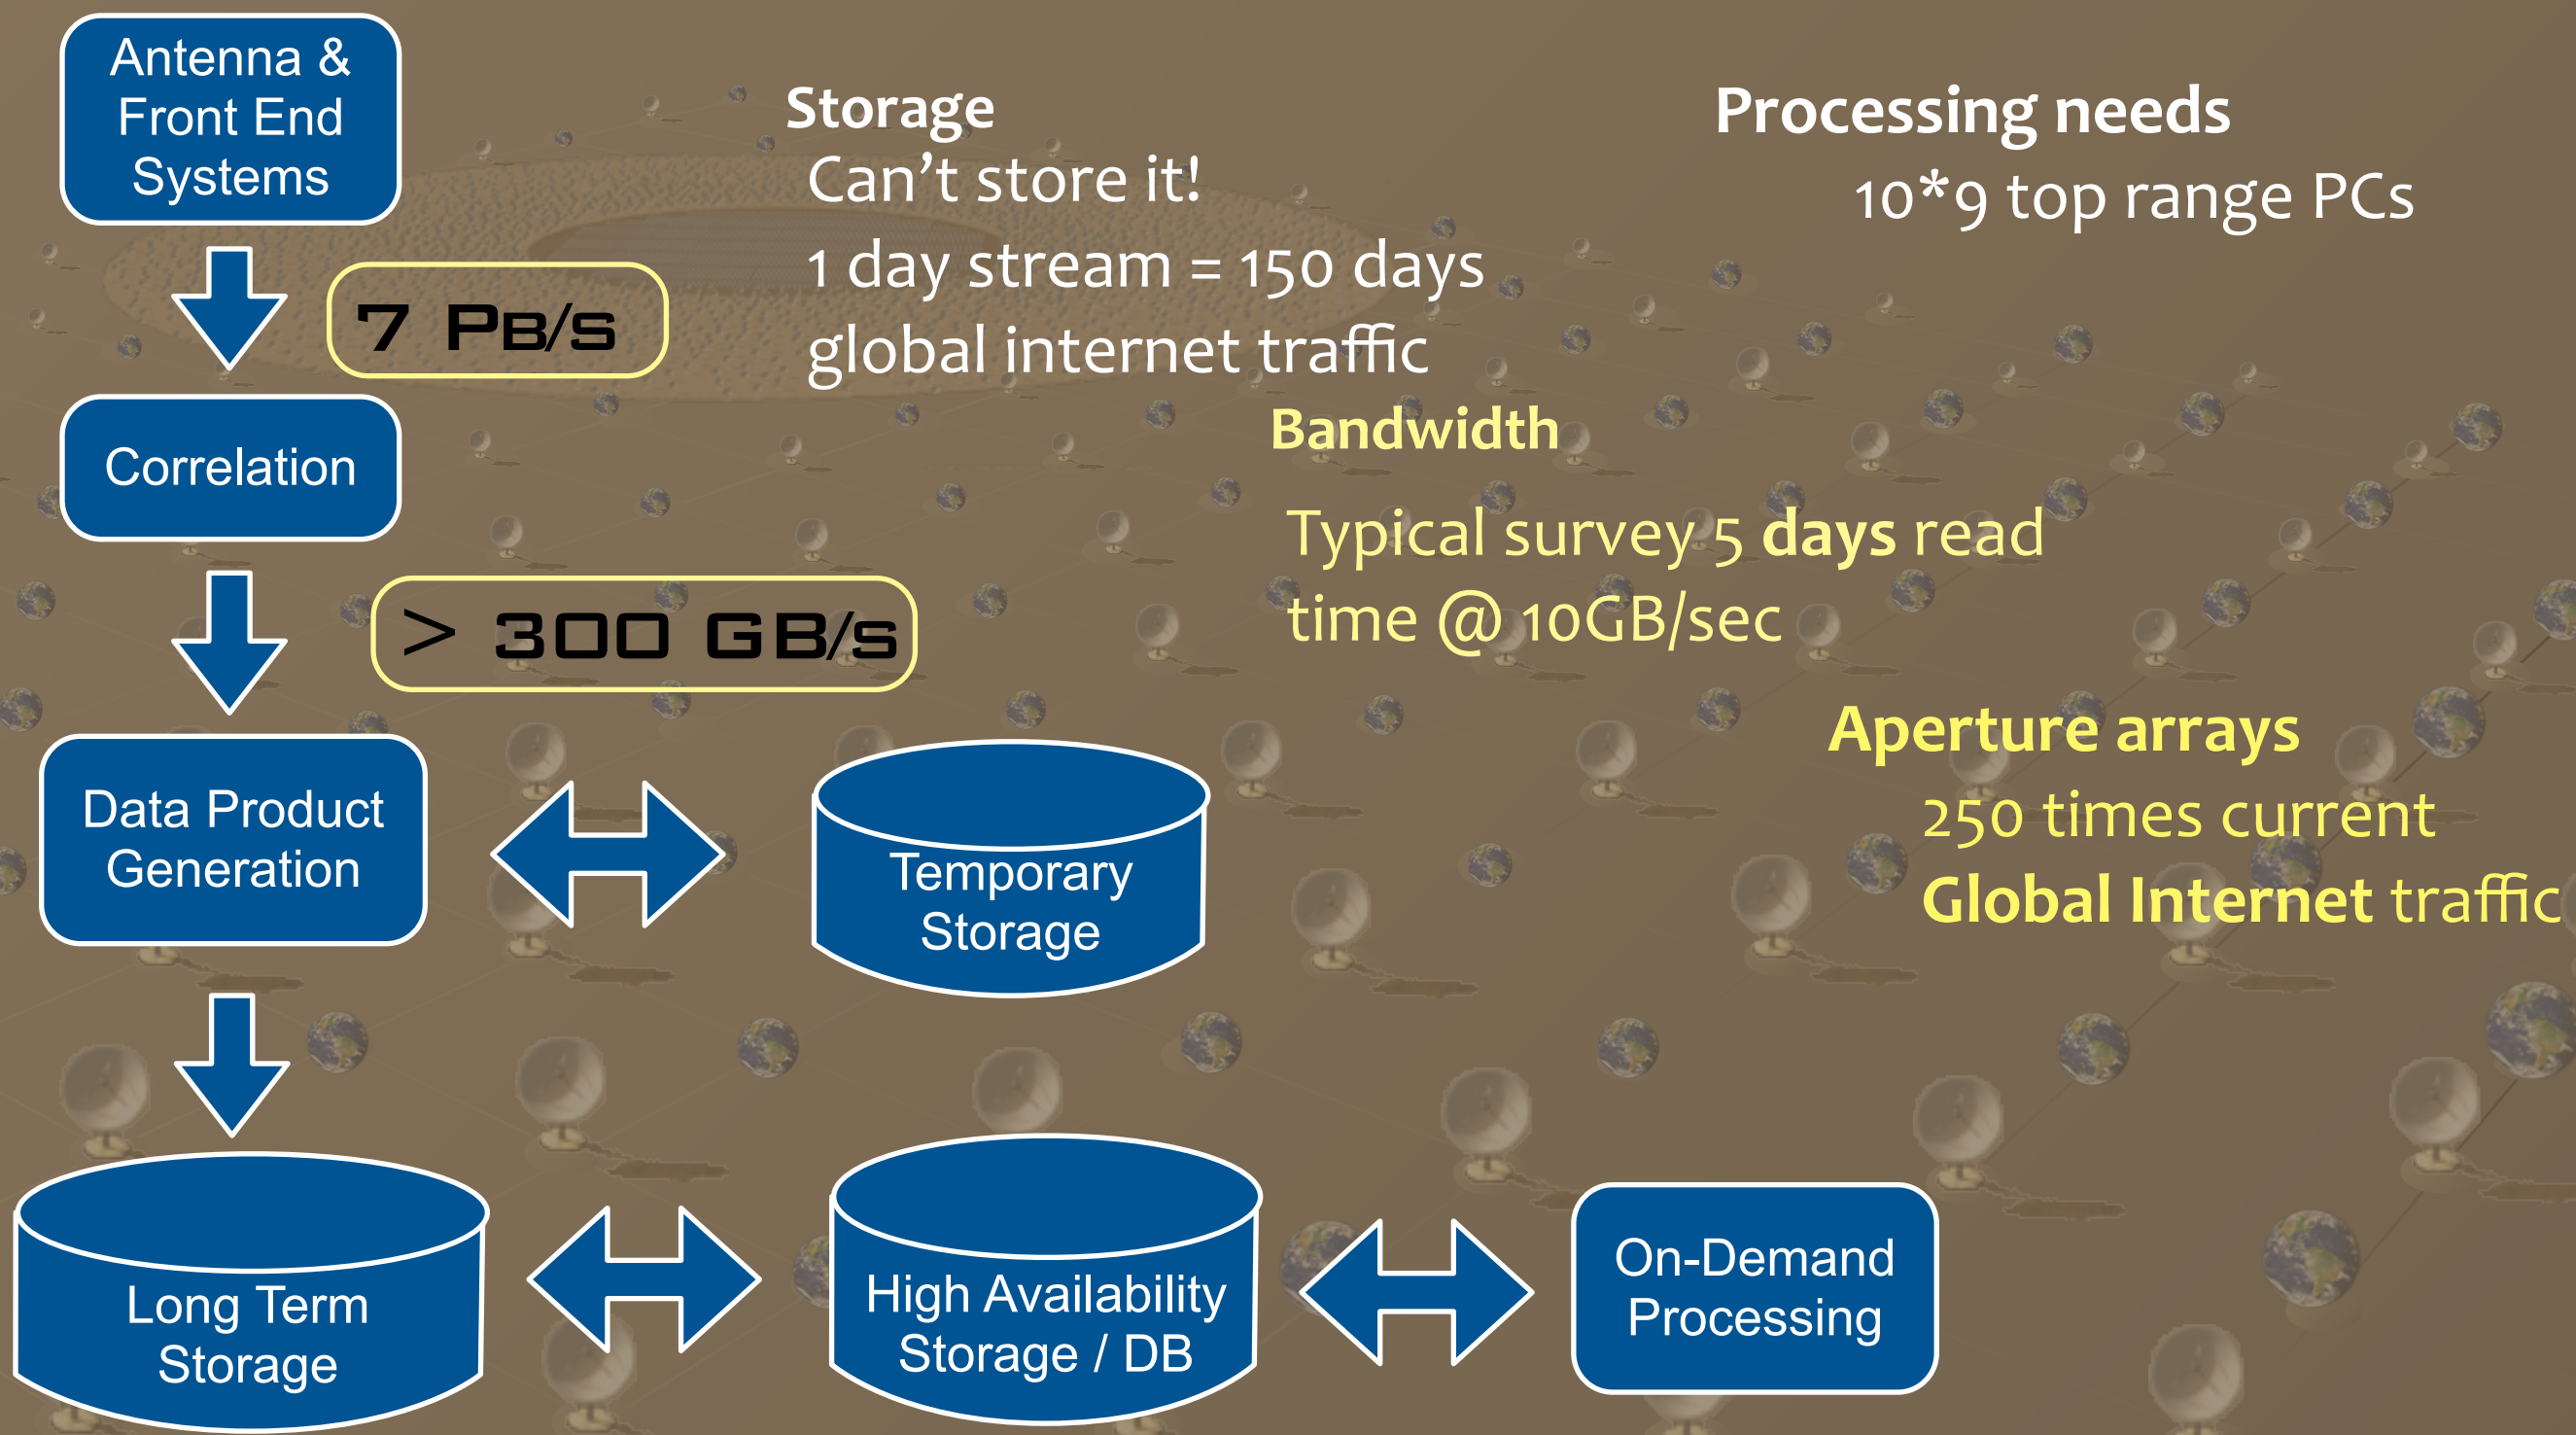 Antenna &
Front End
Systems
7 PB/S
Correlation
> 300 GB/S
Data Product
Generation
Temporary
Storage
Long Term
Storage
High Availability
Storage / DB
On-Demand
Processing
Storage
Can’t store it!
1 day stream = 150 days
global internet traffic
Processing needs
10*9 top range PCs
Bandwidth
Typical survey 5 days read
time @ 10GB/sec
Aperture arrays
250 times current
Global Internet traffic